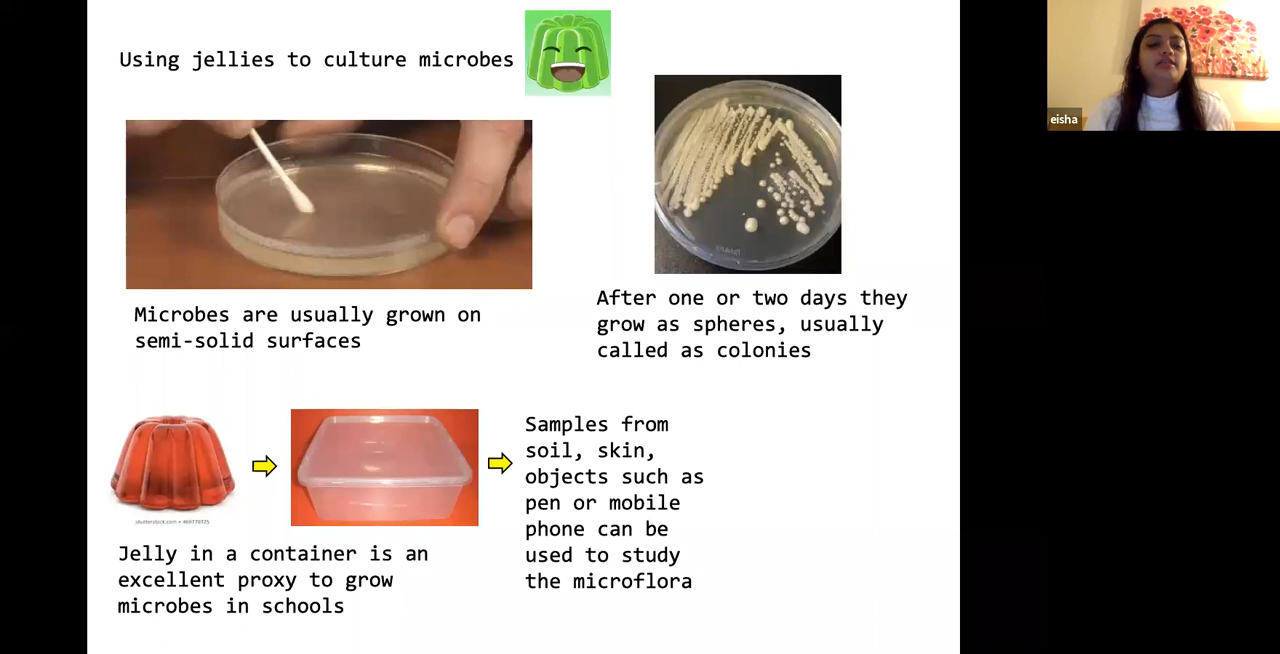 Using jellies to culture microbes
eisha
Microbes are usually grown on
semi-solid surfaces
After one or two days they
grow as spheres, usually
called as colonies
shutterstock.com • 469770725
Jelly in a container is an
excellent proxy to grow
microbes in schools
Samples from
soil, skin,
objects such as
pen or mobile
phone can be
used to study
the microflora